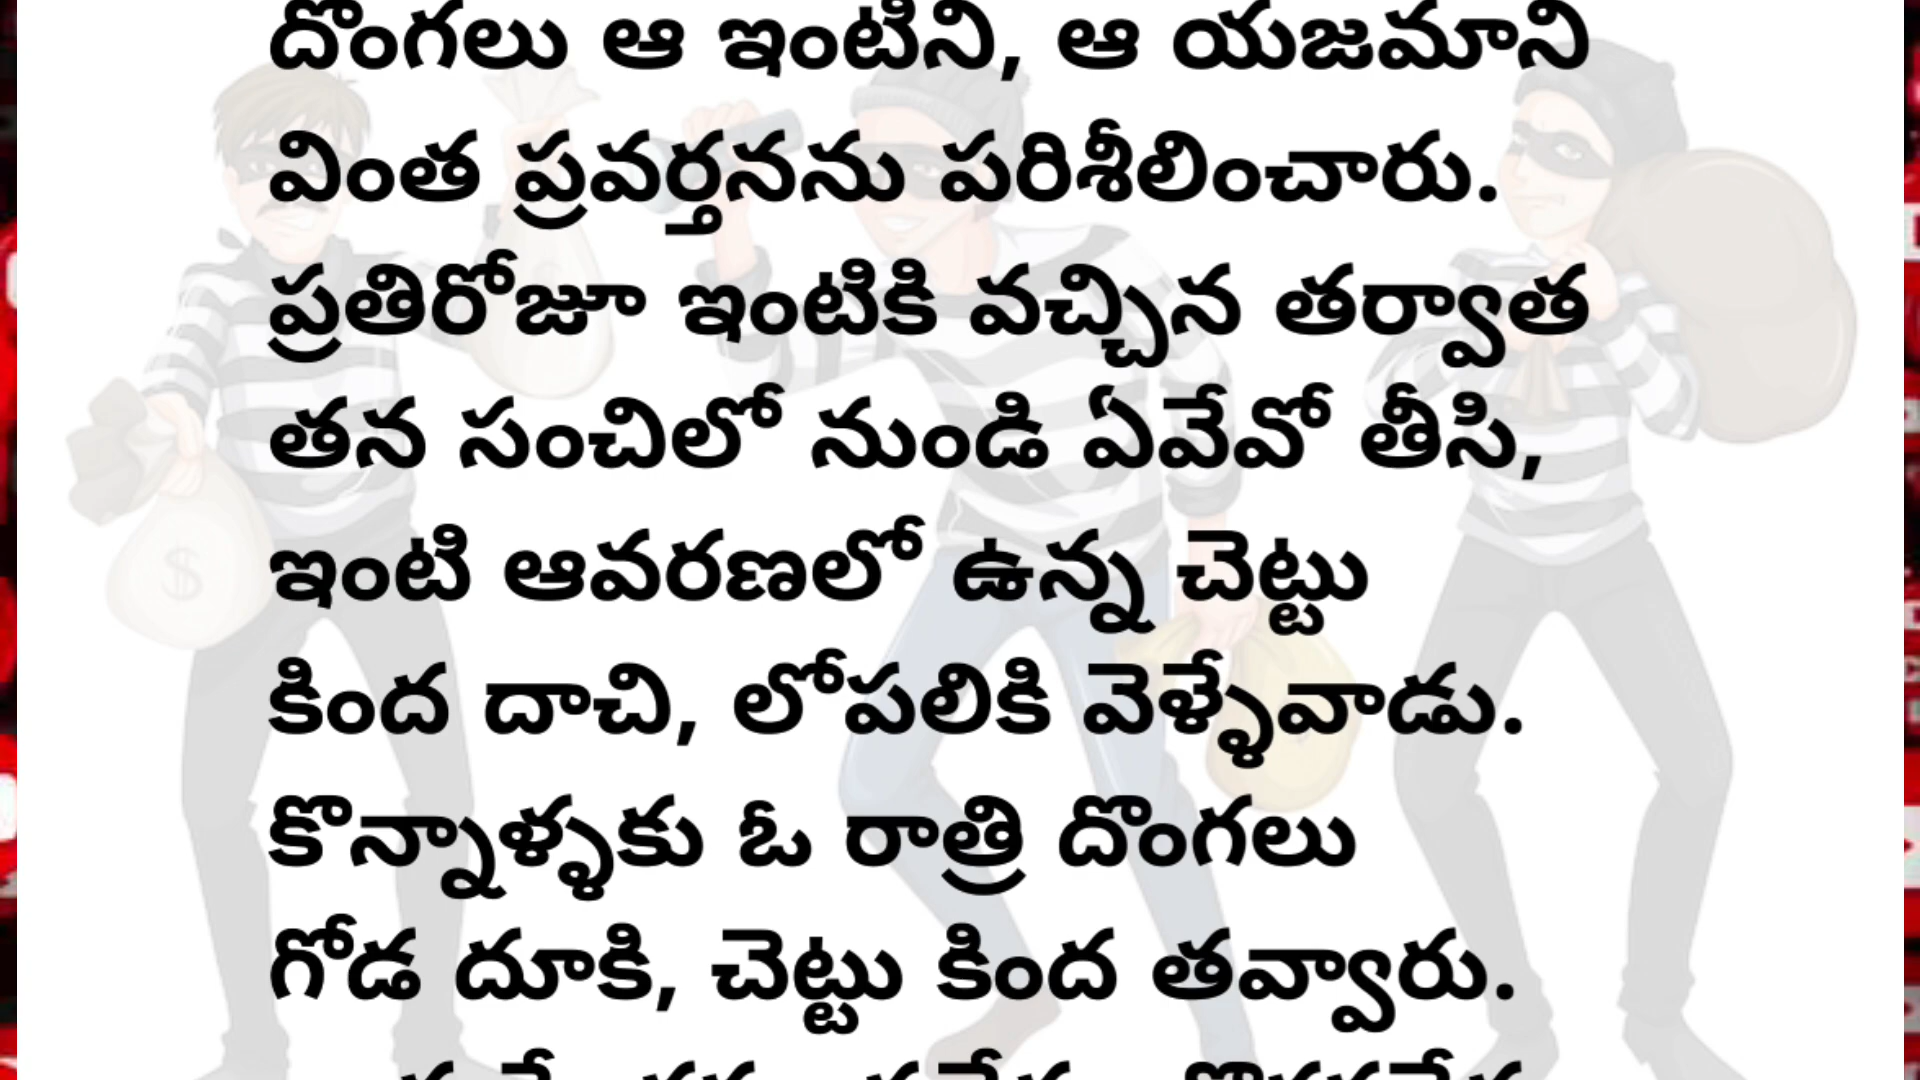 దొంగలు ఆ ఇంటిని, ఆ యజమాని
వింత ప్రవర్తనను పరిశీలించారు.
ప్రతిరోజూ ఇంటికి వచ్చిన తర్వాత
తన సంచిలో నుండి ఏవేవో తీసి,
ఇంటి ఆవరణలో ఉన్న చెట్టు
కింద దాచి, లోపలికి వెళ్ళేవాడు.
కొన్నాళ్ళకు ఓ రాత్రి దొంగలు
గోడ దూకి, చెట్టు కింద తవ్వారు.
$